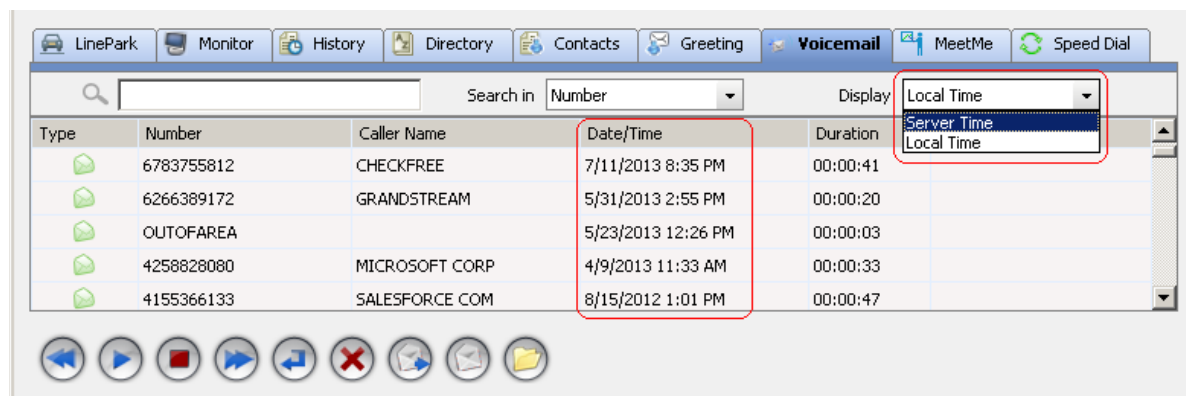 LinePark Monitor History Directory Contacts Greeting Voicemail MeetMe Speed Dial
Search in Number Display Local Time
Server Time
Local Time
Type Number Caller Name Date/Time Duration
6783755812 CHECKFREE 7/11/2013 8:35 PM 00:00:41
6266389172 GRANDSTREAM 5/31/2013 2:55 PM 00:00:20
OUTOFAREA 5/23/2013 12:26 PM 00:00:03
4258828080 MICROSOFT CORP 4/9/2013 11:33 AM 00:00:33
4155366133 SALESFORCE COM 8/15/2012 1:01 PM 00:00:47